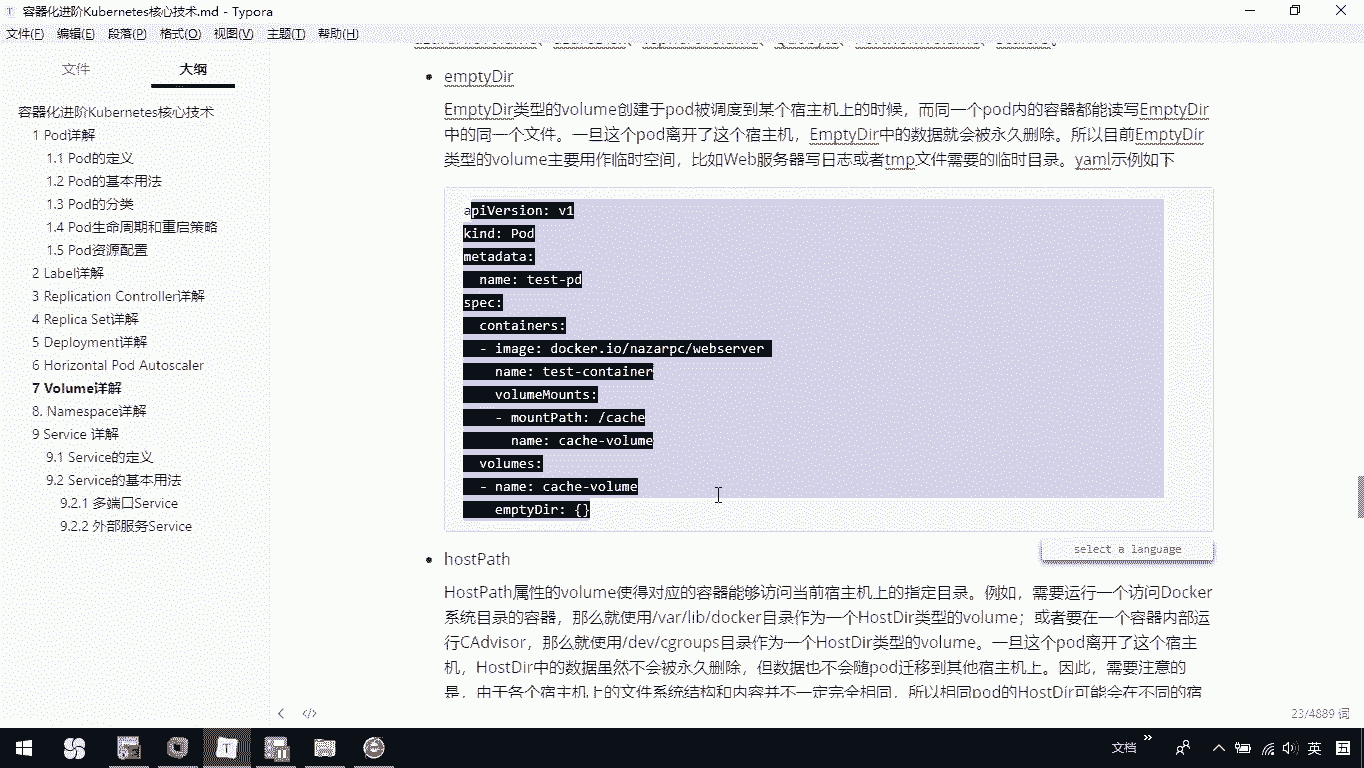 容器化进阶Kubernetes核心技术.md - Typora
文件(F) 编辑(E) 段落(P) 格式(O) 视图(V) 主题(T) 帮助(H)
文件 大纲
容器化进阶Kubernetes核心技术
1 Pod详解
1.1 Pod的定义
1.2 Pod的基本用法
1.3 Pod的分类
1.4 Pod生命周期和重启策略
1.5 Pod资源配置
2 Label详解
3 Replication Controller详解
4 Replica Set详解
5 Deployment详解
6 Horizontal Pod Autoscaler
7 Volume详解
8. Namespace详解
9 Service 详解
9.1 Service的定义
9.2 Service的基本用法
9.2.1 多端口Service
9.2.2 外部服务Service
emptyDir
EmptyDir类型的volume创建于pod被调度到某个宿主机上的时候，而同一个pod内的容器都能读写EmptyDir
中的同一个文件。一旦这个pod离开了这个宿主机，EmptyDir中的数据就会被永久删除。所以目前EmptyDir
类型的volume主要用作临时空间，比如Web服务器写日志或者tmp文件需要的临时目录。yaml示例如下
apiVersion: v1
kind: Pod
metadata:
  name: test-pd
spec:
  containers:
  - image: docker.io/nazarpc/webserver
    name: test-container
    volumeMounts:
    - mountPath: /cache
      name: cache-volume
  volumes:
  - name: cache-volume
    emptyDir: {}
select a language
hostPath
HostPath属性的volume使得对应的容器能够访问当前宿主机上的指定目录。例如，需要运行一个访问Docker
系统目录的容器，那么就使用/var/lib/docker目录作为一个HostDir类型的volume；或者要在一个容器内部运
行CAdvisor，那么就使用/dev/cgroups目录作为一个HostDir类型的volume。一旦这个pod离开了这个宿主
机，HostDir中的数据虽然不会被永久删除，但数据也不会随pod迁移到其他宿主机上。因此，需要注意的
是，由于各个宿主机上的文件系统结构和内容并不一定完全相同，所以相同pod的HostDir可能会在不同的宿
23/4889 词
文档 英 五